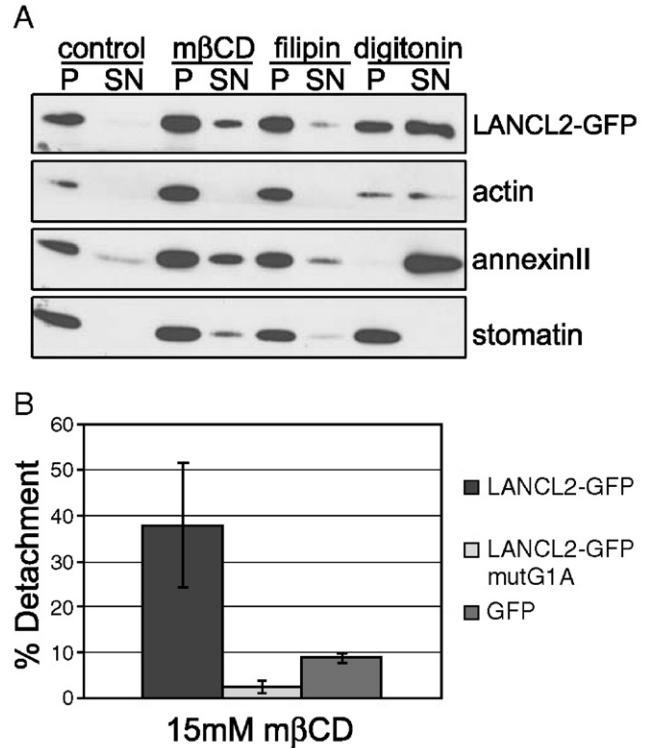 A
control mβCD filipin digitonin
P SN P SN P SN P SN
LANCL2-GFP
actin
annexinII
stomatin
B
% Detachment
60
50
40
30
20
10
0
15mM mβCD
LANCL2-GFP
LANCL2-GFP
mutG1A
GFP